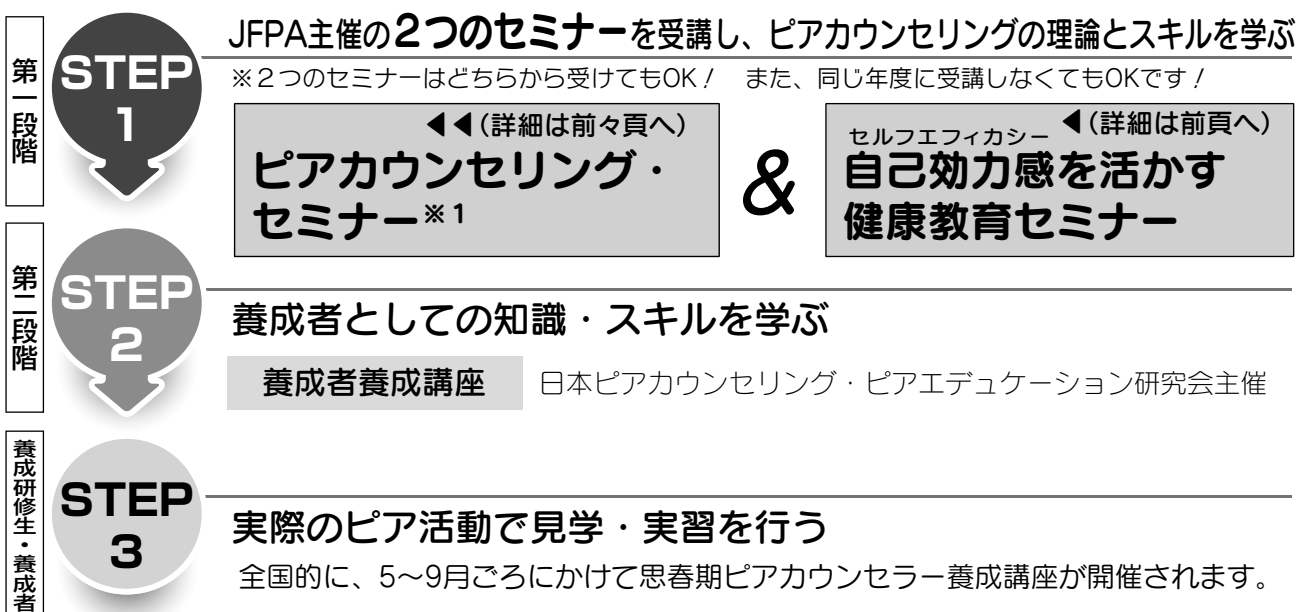 第一段階
STEP
1
JFPA主催の2つのセミナーを受講し、ピアカウンセリングの理論とスキルを学ぶ
※2つのセミナーはどちらから受けてもOK! また、同じ年度に受講しなくてもOKです!
◀◀(詳細は前々頁へ)
ピアカウンセリング・
セミナー※1
&
◀(詳細は前頁へ)
セルフエフィカシー
自己効力感を活かす
健康教育セミナー
第二段階
STEP
2
養成者としての知識・スキルを学ぶ
養成者養成講座 日本ピアカウンセリング・ピアエデュケーション研究会主催
養成研修生・養成者
STEP
3
実際のピア活動で見学・実習を行う
全国的に、5〜9月ごろにかけて思春期ピアカウンセラー養成講座が開催されます。